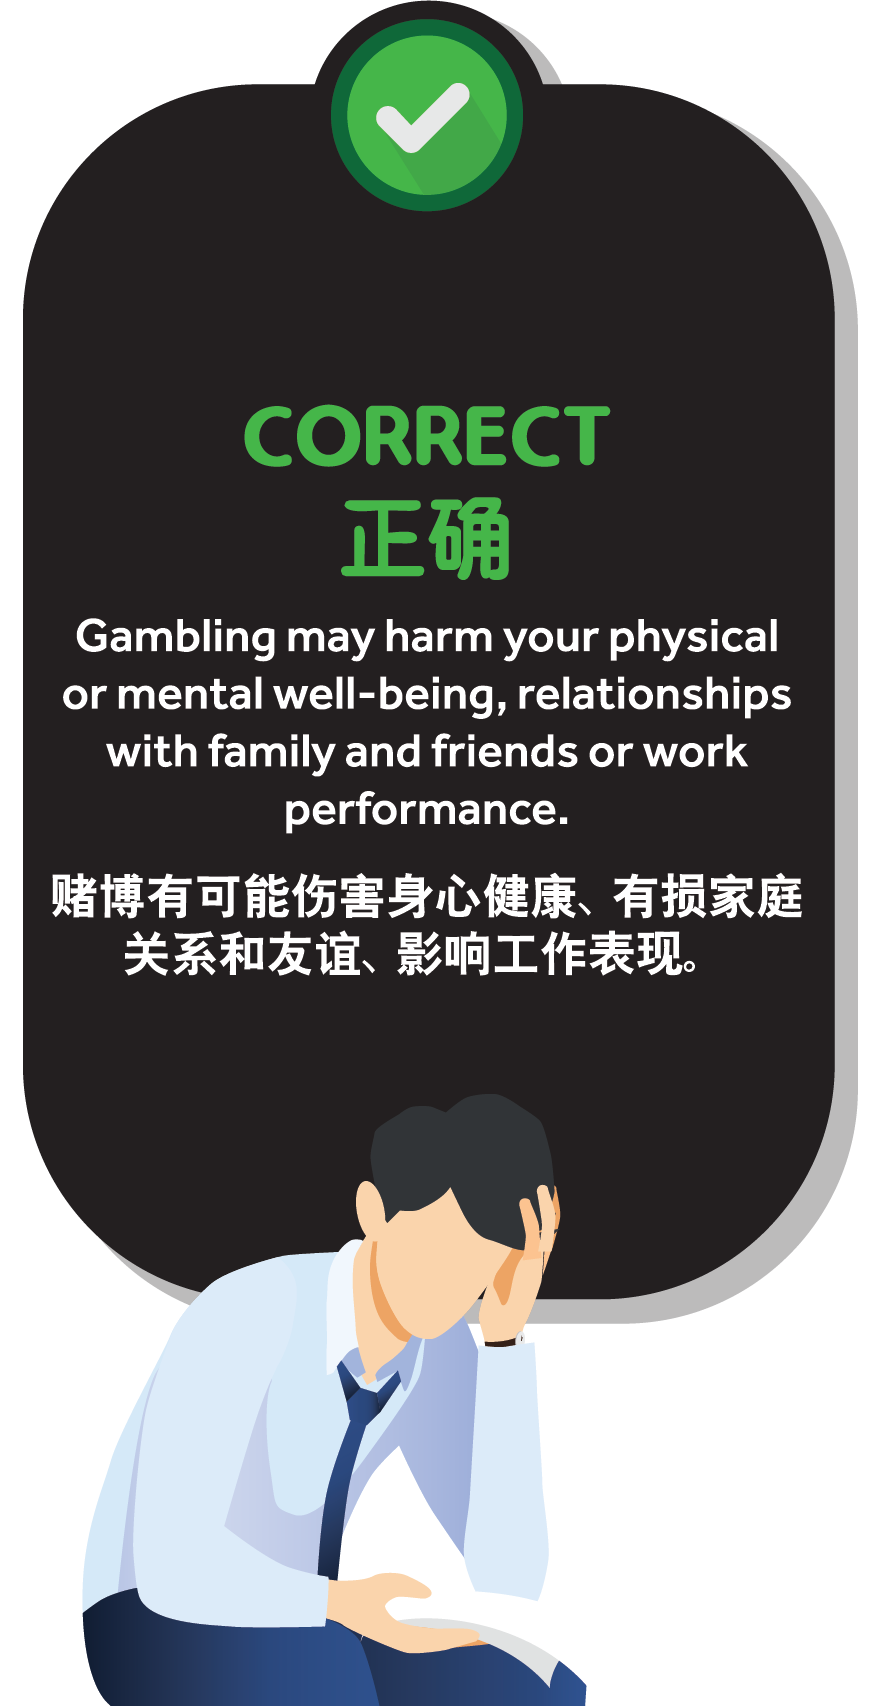 CORRECT
正确
Gambling may harm your physical
or mental well-being, relationships
with family and friends or work
performance.
赌博有可能伤害身心健康、有损家庭
关系和友谊、影响工作表现。